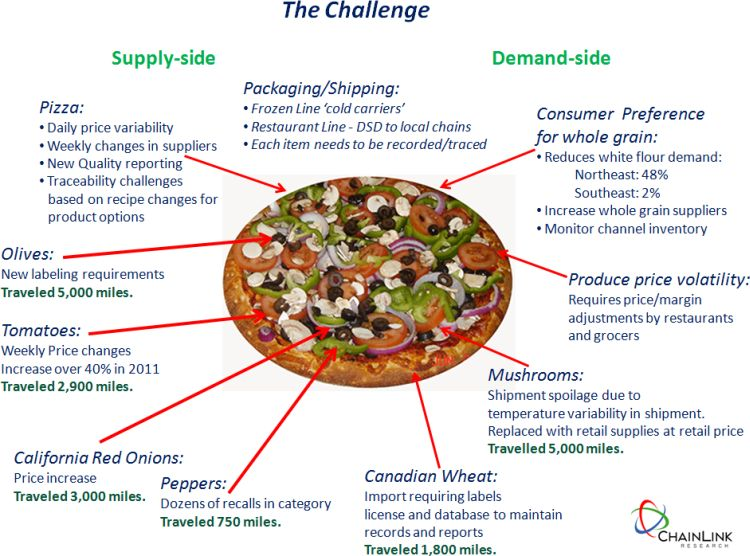 The Challenge
Supply-side
Demand-side
Packaging/Shipping:
• Frozen Line ‘cold carriers’
• Restaurant Line - DSD to local chains
• Each item needs to be recorded/traced
Pizza:
• Daily price variability
• Weekly changes in suppliers
• New Quality reporting
• Traceability challenges
based on recipe changes for
product options
Consumer Preference
for whole grain:
• Reduces white flour demand:
Northeast: 48%
Southeast: 2%
• Increase whole grain suppliers
• Monitor channel inventory
Olives:
New labeling requirements
Traveled 5,000 miles.
Produce price volatility:
Requires price/margin
adjustments by restaurants
and grocers
Tomatoes:
Weekly Price changes
Increase over 40% in 2011
Traveled 2,900 miles.
Mushrooms:
Shipment spoilage due to
temperature variability in shipment.
Replaced with retail supplies at retail price
Travelled 5,000 miles.
California Red Onions:
Price increase
Traveled 3,000 miles.
Peppers:
Dozens of recalls in category
Traveled 750 miles.
Canadian Wheat:
Import requiring labels
license and database to maintain
records and reports
Traveled 1,800 miles.
CHAINLINK
RESEARCH